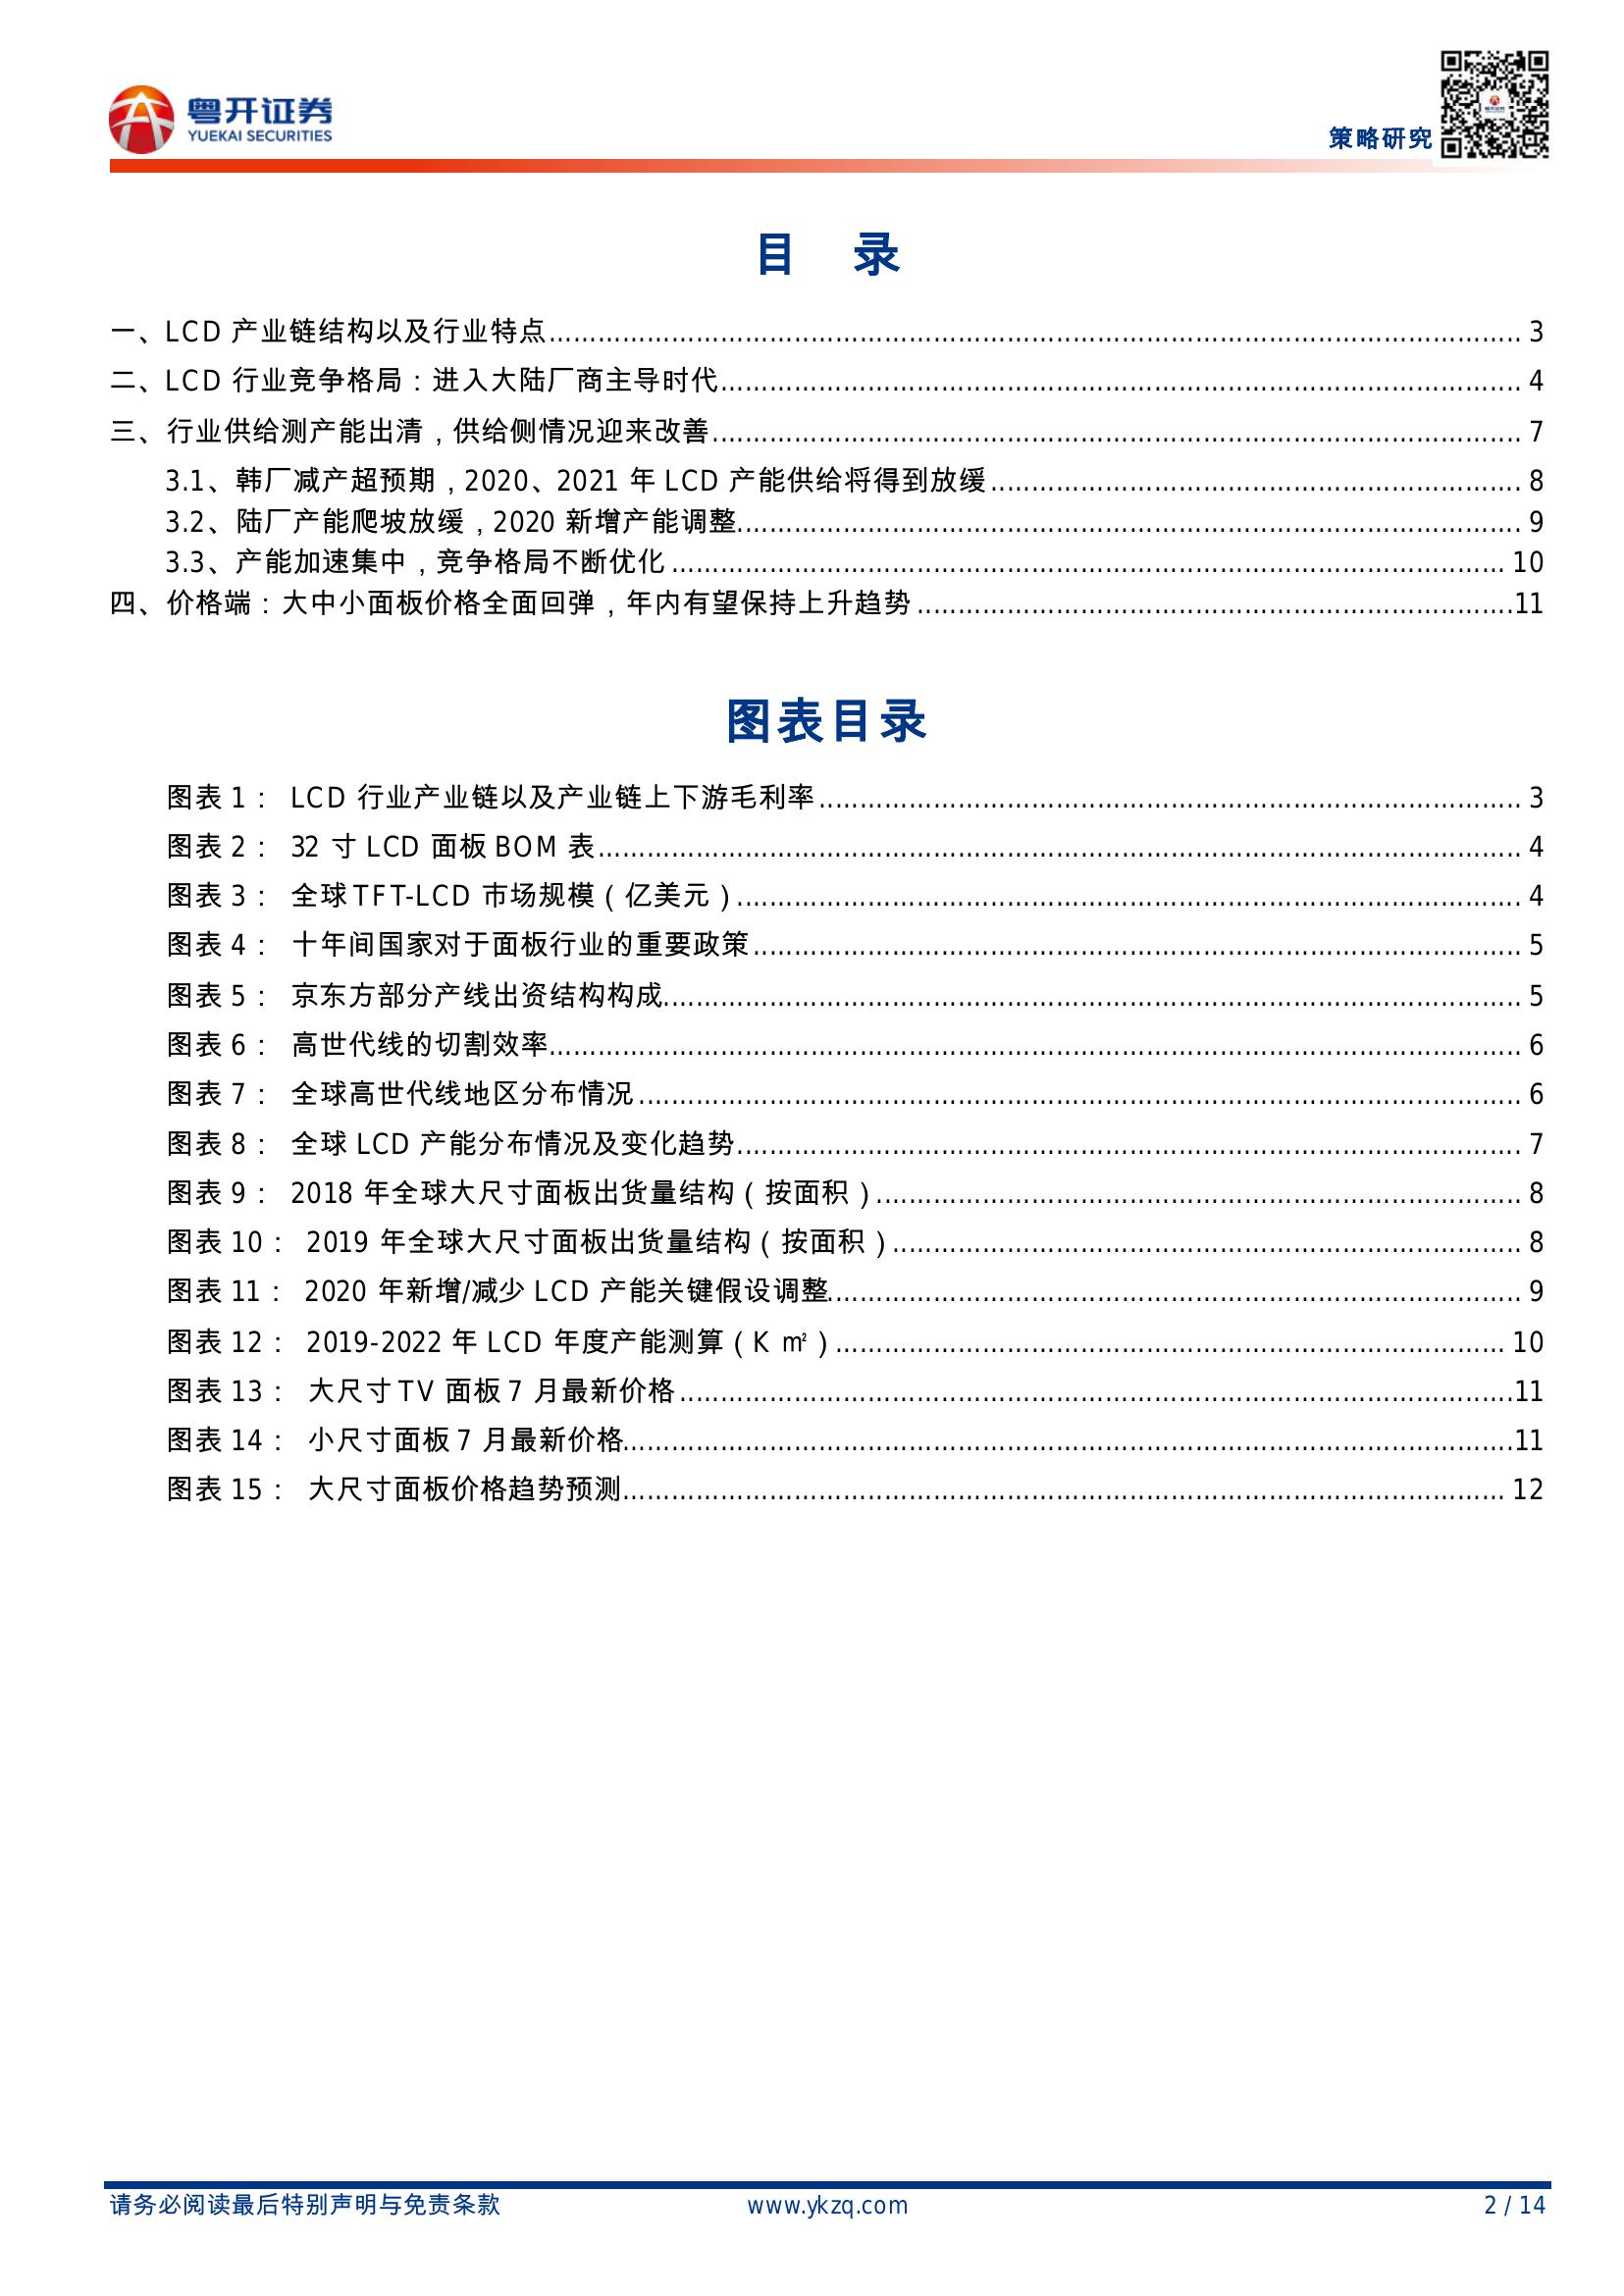 粤开证券
YUEKAI SECURITIES
策略研究
目 录
一、LCD 产业链结构以及行业特点........................ 3
二、LCD 行业竞争格局：进入大陆厂商主导时代........................ 4
三、行业供给测产能出清，供给侧情况迎来改善........................ 7
3.1、韩厂减产超预期，2020、2021 年 LCD 产能供给将得到放缓........................ 8
3.2、陆厂产能爬坡放缓，2020 新增产能调整........................ 9
3.3、产能加速集中，竞争格局不断优化........................ 10
四、价格端：大中小面板价格全面回弹，年内有望保持上升趋势........................11
图表目录
图表 1： LCD 行业产业链以及产业链上下游毛利率........................ 3
图表 2： 32 寸 LCD 面板 BOM 表........................ 4
图表 3： 全球 TFT-LCD 市场规模（亿美元）........................ 4
图表 4： 十年间国家对于面板行业的重要政策........................ 5
图表 5： 京东方部分产线出资结构构成........................ 5
图表 6： 高世代线的切割效率........................ 6
图表 7： 全球高世代线地区分布情况........................ 6
图表 8： 全球 LCD 产能分布情况及变化趋势........................ 7
图表 9： 2018 年全球大尺寸面板出货量结构（按面积）........................ 8
图表 10： 2019 年全球大尺寸面板出货量结构（按面积）........................ 8
图表 11： 2020 年新增/减少 LCD 产能关键假设调整........................ 9
图表 12： 2019-2022 年 LCD 年度产能测算（K ㎡）........................ 10
图表 13： 大尺寸 TV 面板 7 月最新价格........................11
图表 14： 小尺寸面板 7 月最新价格........................11
图表 15： 大尺寸面板价格趋势预测........................ 12
请务必阅读最后特别声明与免责条款 www.ykzq.com 2 / 14